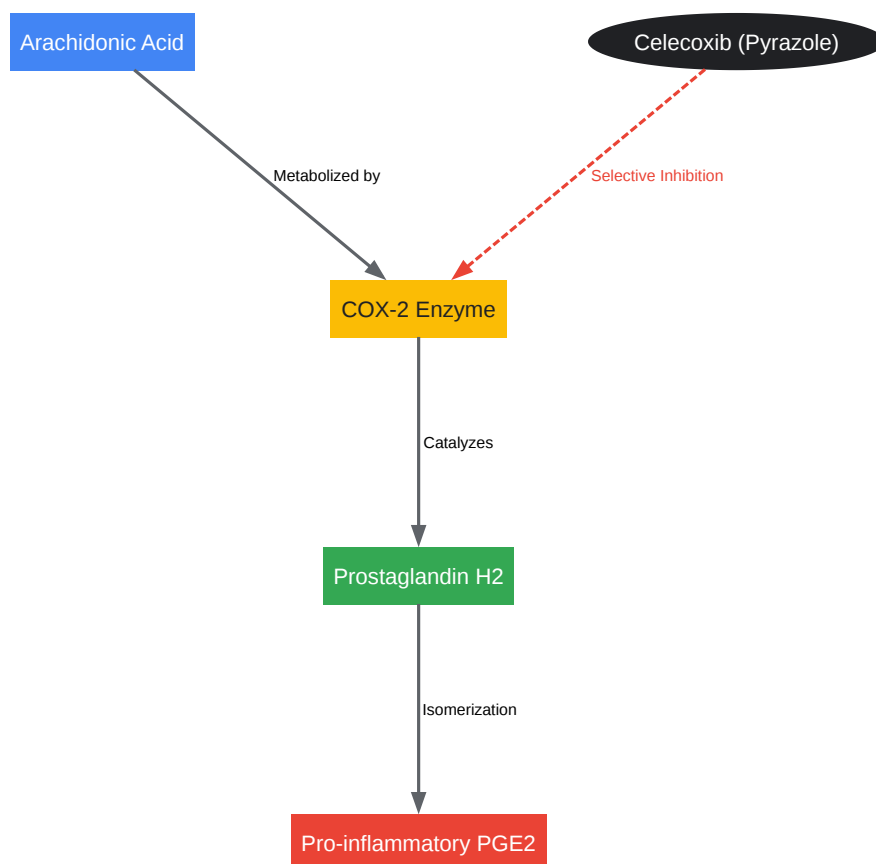 Arachidonic Acid
Celecoxib (Pyrazole)
Metabolized by
Selective Inhibition
COX-2 Enzyme
Catalyzes
Prostaglandin H2
Isomerization
Pro-inflammatory PGE2